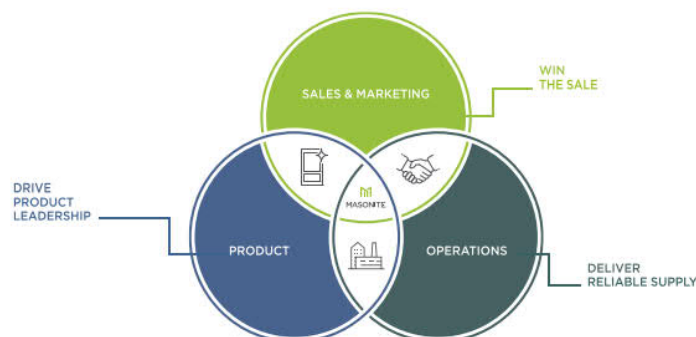 SALES & MARKETING
WIN
THE SALE
MASONITE
DRIVE
PRODUCT
LEADERSHIP
PRODUCT
OPERATIONS
DELIVER
RELIABLE SUPPLY